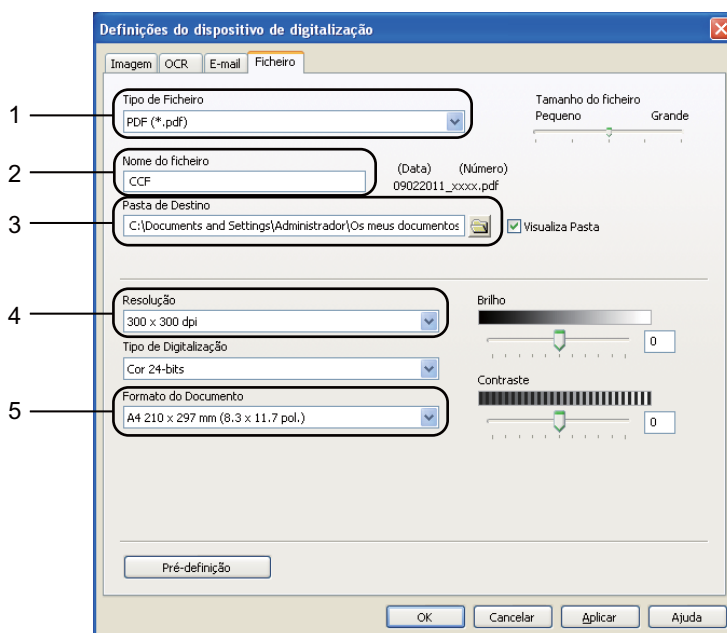 Definições do dispositivo de digitalização
Imagem OCR E-mail Ficheiro
1
Tipo de Ficheiro
PDF (*.pdf)
Tamanho do ficheiro
Pequeno Grande
2
Nome do ficheiro
CCF
(Data) (Número)
09022011_xxxx.pdf
3
Pasta de Destino
C:\Documents and Settings\Administrador\Os meus documentos
Visualiza Pasta
4
Resolução
300 x 300 dpi
Brilho
0
Tipo de Digitalização
Cor 24-bits
Contraste
0
5
Formato do Documento
A4 210 x 297 mm (8.3 x 11.7 pol.)
Pré-definição
OK Cancelar Aplicar Ajuda